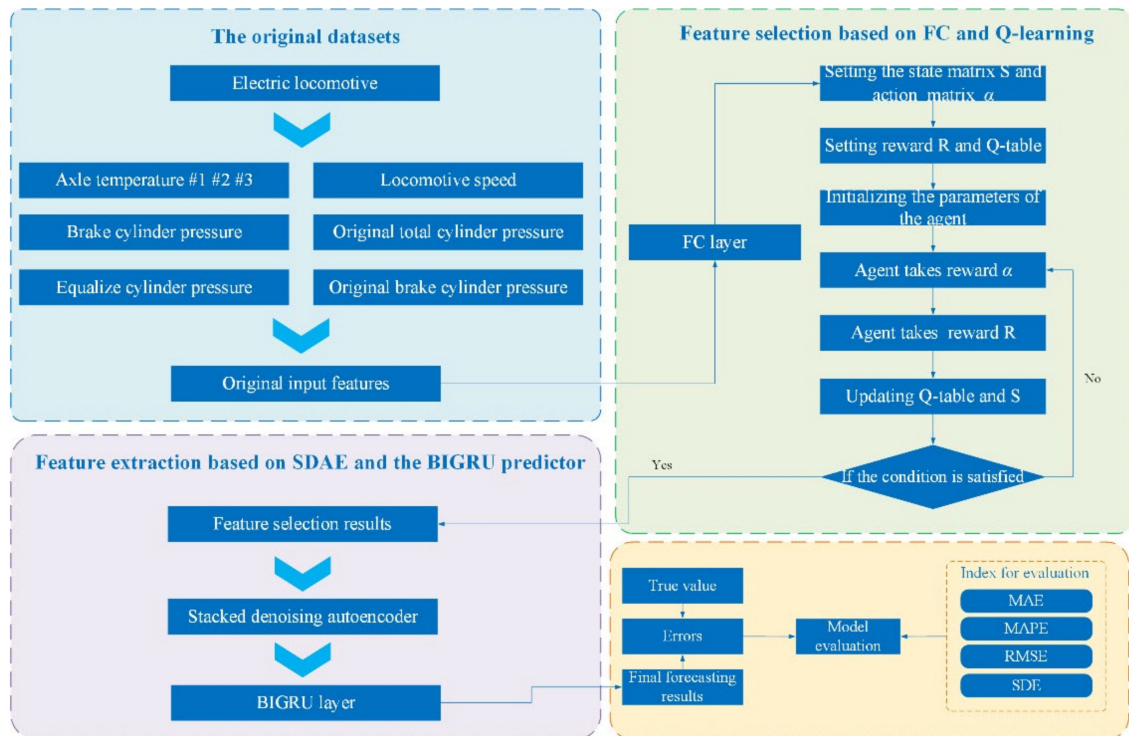 The original datasets
Electric locomotive
Axle temperature #1 #2 #3
Locomotive speed
Brake cylinder pressure
Original total cylinder pressure
Equalize cylinder pressure
Original brake cylinder pressure
Original input features
Feature selection based on FC and Q-learning
Setting the state matrix S and
action matrix α
Setting reward R and Q-table
Initializing the parameters of
the agent
FC layer
Agent takes reward α
Agent takes reward R
Updating Q-table and S
No
If the condition is satisfied
Yes
Feature extraction based on SDAE and the BIGRU predictor
Feature selection results
Stacked denoising autoencoder
BIGRU layer
True value
Errors
Final forecasting
results
Model
evaluation
Index for evaluation
MAE
MAPE
RMSE
SDE